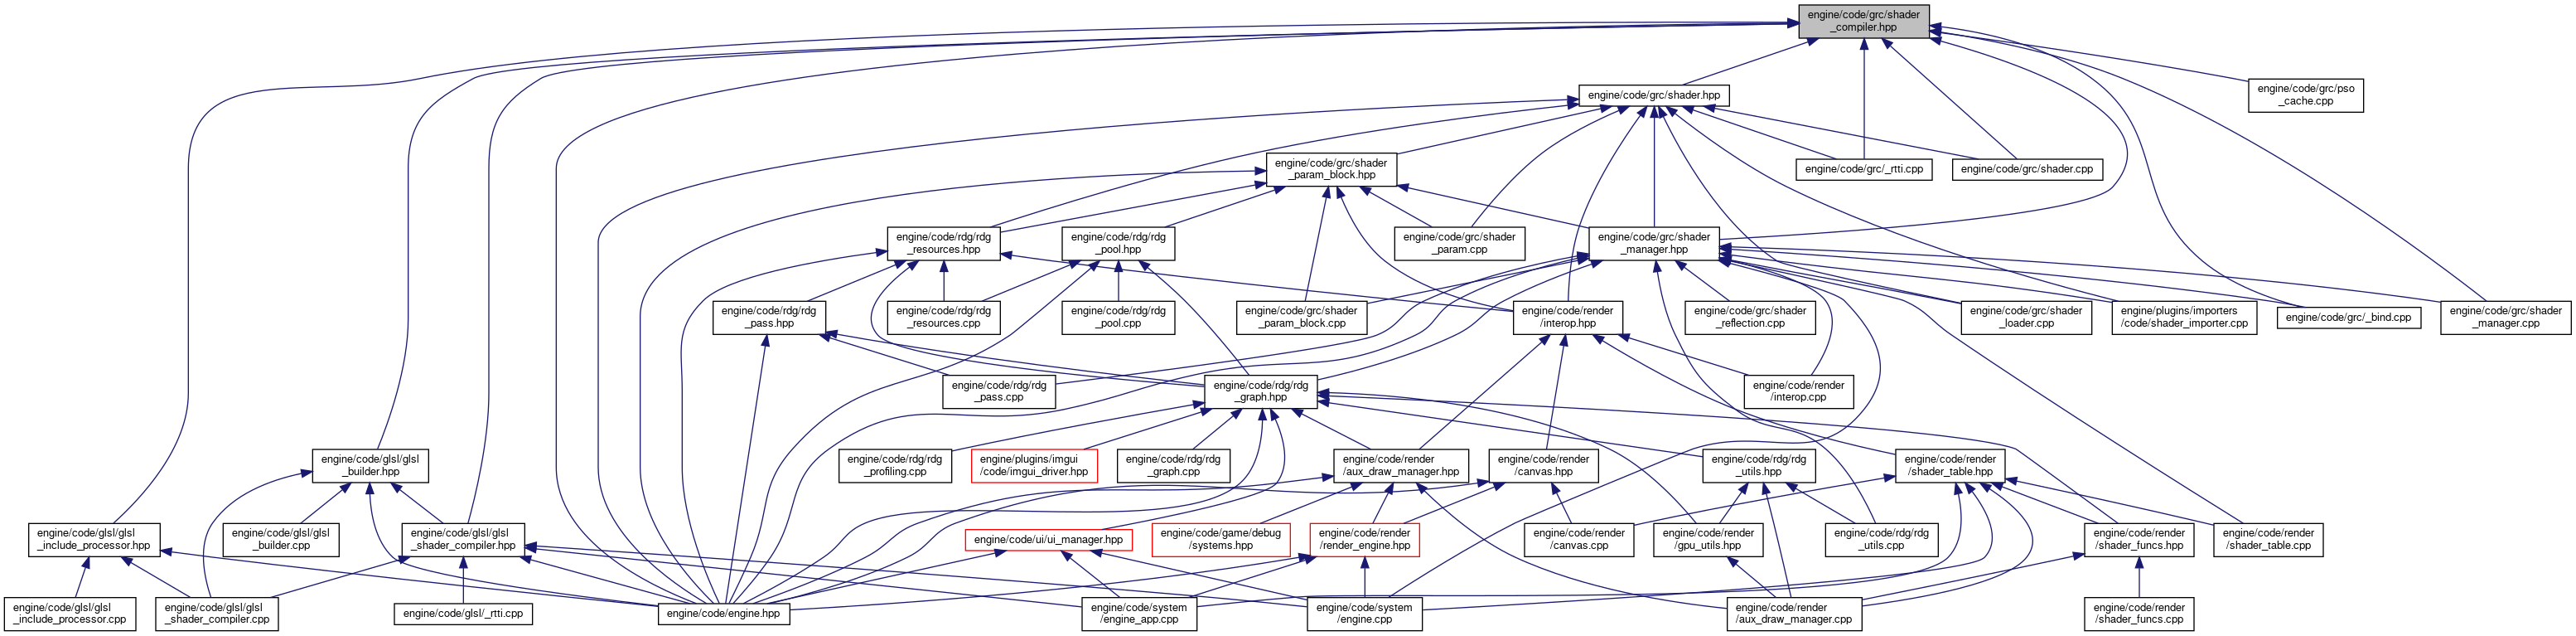 engine/code/grc/shader
_compiler.hpp
engine/code/grc/pso
_cache.cpp
engine/code/grc/shader.hpp
engine/code/grc/shader
_param_block.hpp
engine/code/grc/_rtti.cpp
engine/code/grc/shader.cpp
engine/code/rdg/rdg
_resources.hpp
engine/code/rdg/rdg
_pool.hpp
engine/code/grc/shader
_param.cpp
engine/code/grc/shader
_manager.hpp
engine/code/rdg/rdg
_pass.hpp
engine/code/rdg/rdg
_resources.cpp
engine/code/rdg/rdg
_pool.cpp
engine/code/grc/shader
_param_block.cpp
engine/code/render
/interop.hpp
engine/code/grc/shader
_reflection.cpp
engine/code/grc/shader
_loader.cpp
engine/plugins/importers
/code/shader_importer.cpp
engine/code/grc/_bind.cpp
engine/code/grc/shader
_manager.cpp
engine/code/rdg/rdg
_pass.cpp
engine/code/rdg/rdg
_graph.hpp
engine/code/render
/interop.cpp
engine/code/glsl/glsl
_builder.hpp
engine/code/rdg/rdg
_profiling.cpp
engine/plugins/imgui
/code/imgui_driver.hpp
engine/code/rdg/rdg
_graph.cpp
engine/code/render
/aux_draw_manager.hpp
engine/code/render
/canvas.hpp
engine/code/rdg/rdg
_utils.hpp
engine/code/render
/shader_table.hpp
engine/code/glsl/glsl
_include_processor.hpp
engine/code/glsl/glsl
_builder.cpp
engine/code/glsl/glsl
_shader_compiler.hpp
engine/code/ui/ui_manager.hpp
engine/code/game/debug
/systems.hpp
engine/code/render
/render_engine.hpp
engine/code/render
/canvas.cpp
engine/code/render
/gpu_utils.hpp
engine/code/rdg/rdg
_utils.cpp
engine/code/render
/shader_funcs.hpp
engine/code/render
/shader_table.cpp
engine/code/glsl/glsl
_include_processor.cpp
engine/code/glsl/glsl
_shader_compiler.cpp
engine/code/glsl/_rtti.cpp
engine/code/engine.hpp
engine/code/system
/engine_app.cpp
engine/code/system
/engine.cpp
engine/code/render
/aux_draw_manager.cpp
engine/code/render
/shader_funcs.cpp